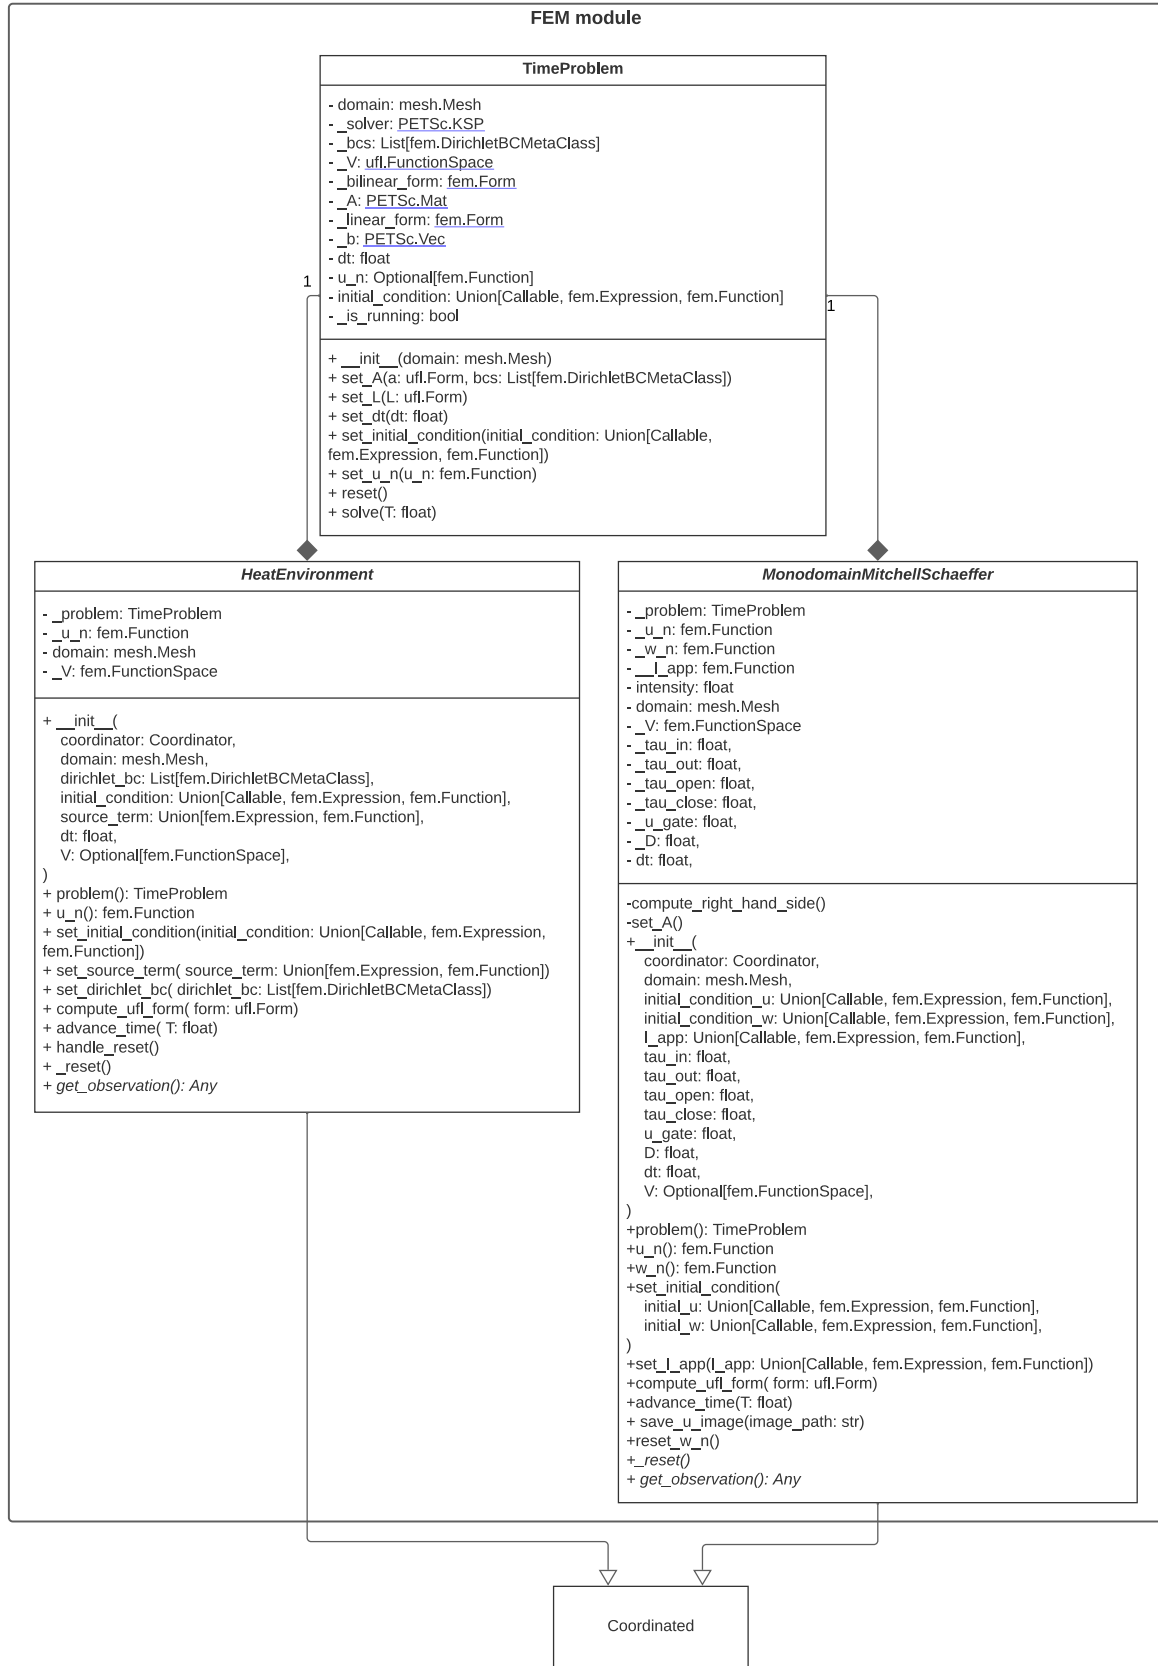 FEM module
TimeProblem
- domain: mesh.Mesh
- _solver: PETSc.KSP
- _bcs: List[fem.DirichletBCMetaClass]
- _V: ufl.FunctionSpace
- _bilinear_form: fem.Form
- _A: PETSc.Mat
- _linear_form: fem.Form
- _b: PETSc.Vec
- dt: float
- u_n: Optional[fem.Function]
- initial_condition: Union[Callable, fem.Expression, fem.Function]
- _is_running: bool
1
1
+ __init__(domain: mesh.Mesh)
+ set_A(a: ufl.Form, bcs: List[fem.DirichletBCMetaClass])
+ set_L(L: ufl.Form)
+ set_dt(dt: float)
+ set_initial_condition(initial_condition: Union[Callable,
fem.Expression, fem.Function])
+ set_u_n(u_n: fem.Function)
+ reset()
+ solve(T: float)
HeatEnvironment
- _problem: TimeProblem
- _u_n: fem.Function
- domain: mesh.Mesh
- _V: fem.FunctionSpace
+ __init__(
coordinator: Coordinator,
domain: mesh.Mesh,
dirichlet_bc: List[fem.DirichletBCMetaClass],
initial_condition: Union[Callable, fem.Expression, fem.Function],
source_term: Union[fem.Expression, fem.Function],
dt: float,
V: Optional[fem.FunctionSpace],
)
+ problem(): TimeProblem
+ u_n(): fem.Function
+ set_initial_condition(initial_condition: Union[Callable, fem.Expression,
fem.Function])
+ set_source_term( source_term: Union[fem.Expression, fem.Function])
+ set_dirichlet_bc( dirichlet_bc: List[fem.DirichletBCMetaClass])
+ compute_ufl_form( form: ufl.Form)
+ advance_time( T: float)
+ handle_reset()
+ _reset()
+ get_observation(): Any
MonodomainMitchellSchaeffer
- _problem: TimeProblem
- _u_n: fem.Function
- _w_n: fem.Function
- __I_app: fem.Function
- intensity: float
- domain: mesh.Mesh
- _V: fem.FunctionSpace
- _tau_in: float,
- _tau_out: float,
- _tau_open: float,
- _tau_close: float,
- _u_gate: float,
- _D: float,
- dt: float,
-compute_right_hand_side()
-set_A()
+__init__(
coordinator: Coordinator,
domain: mesh.Mesh,
initial_condition_u: Union[Callable, fem.Expression, fem.Function],
initial_condition_w: Union[Callable, fem.Expression, fem.Function],
I_app: Union[Callable, fem.Expression, fem.Function],
tau_in: float,
tau_out: float,
tau_open: float,
tau_close: float,
u_gate: float,
D: float,
dt: float,
V: Optional[fem.FunctionSpace],
)
+problem(): TimeProblem
+u_n(): fem.Function
+w_n(): fem.Function
+set_initial_condition(
initial_u: Union[Callable, fem.Expression, fem.Function],
initial_w: Union[Callable, fem.Expression, fem.Function],
)
+set_I_app(I_app: Union[Callable, fem.Expression, fem.Function])
+compute_ufl_form( form: ufl.Form)
+advance_time(T: float)
+ save_u_image(image_path: str)
+reset_w_n()
+_reset()
+ get_observation(): Any
Coordinated